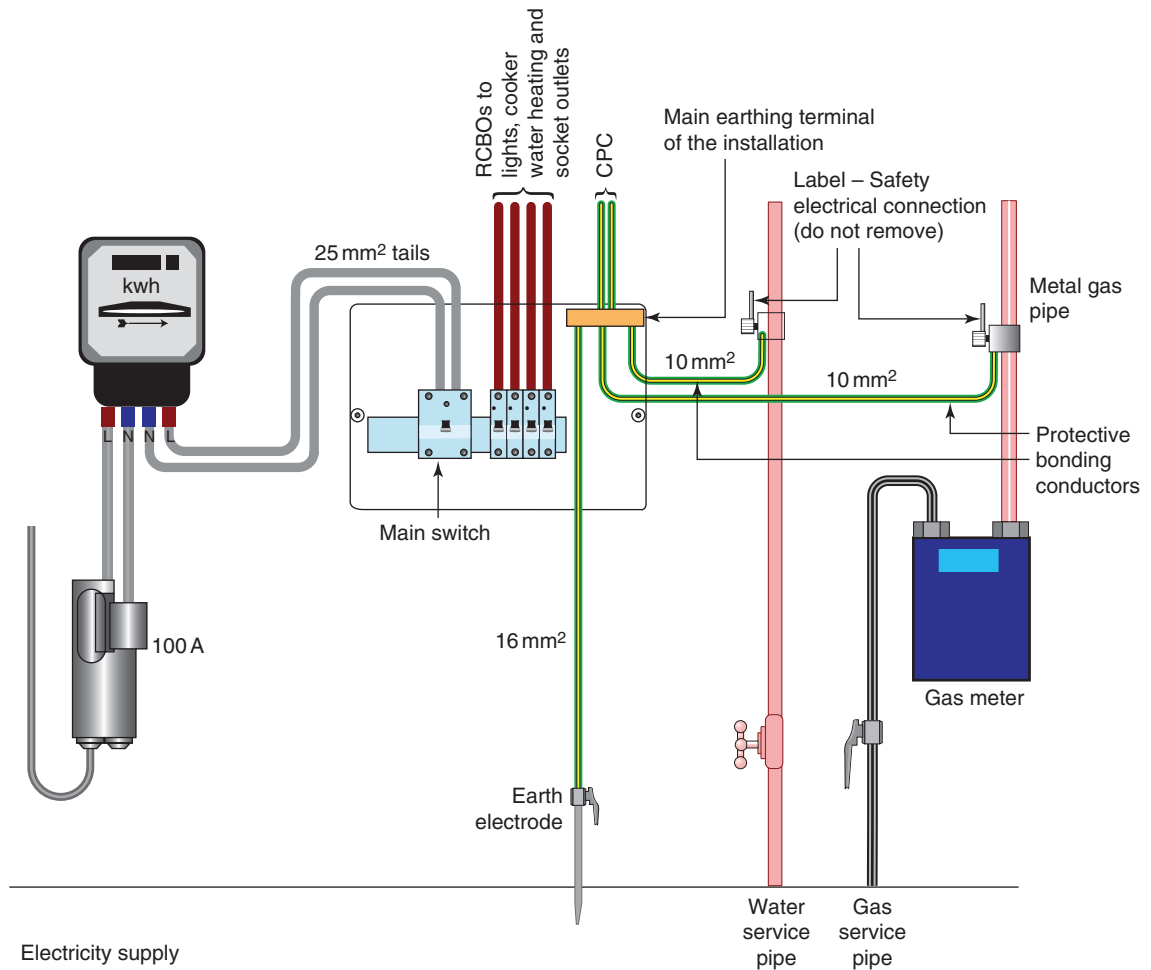 RCBOs to
lights, cooker
water heating and
socket outlets
CPC
Main earthing terminal
of the installation
Label – Safety
electrical connection
(do not remove)
25 mm² tails
kwh
Metal gas
pipe
10 mm²
10 mm²
L N N L
Protective
bonding
conductors
Main switch
16 mm²
100 A
Gas meter
Earth
electrode
Water
service
pipe
Gas
service
pipe
Electricity supply